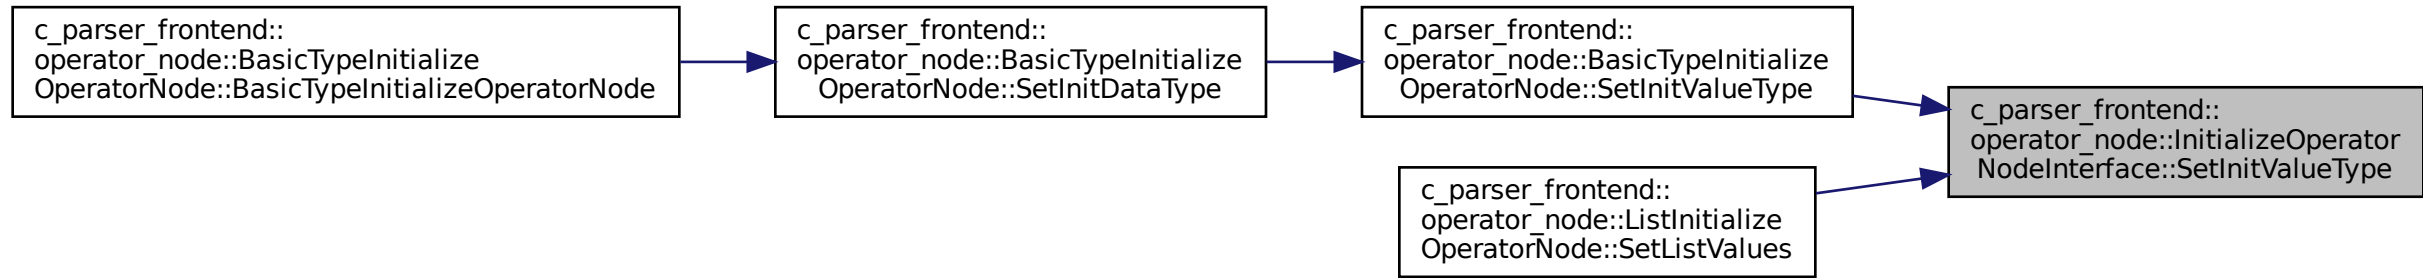 c_parser_frontend::
operator_node::BasicTypeInitialize
OperatorNode::BasicTypeInitializeOperatorNode
c_parser_frontend::
operator_node::BasicTypeInitialize
OperatorNode::SetInitDataType
c_parser_frontend::
operator_node::BasicTypeInitialize
OperatorNode::SetInitValueType
c_parser_frontend::
operator_node::InitializeOperator
NodeInterface::SetInitValueType
c_parser_frontend::
operator_node::ListInitialize
OperatorNode::SetListValues